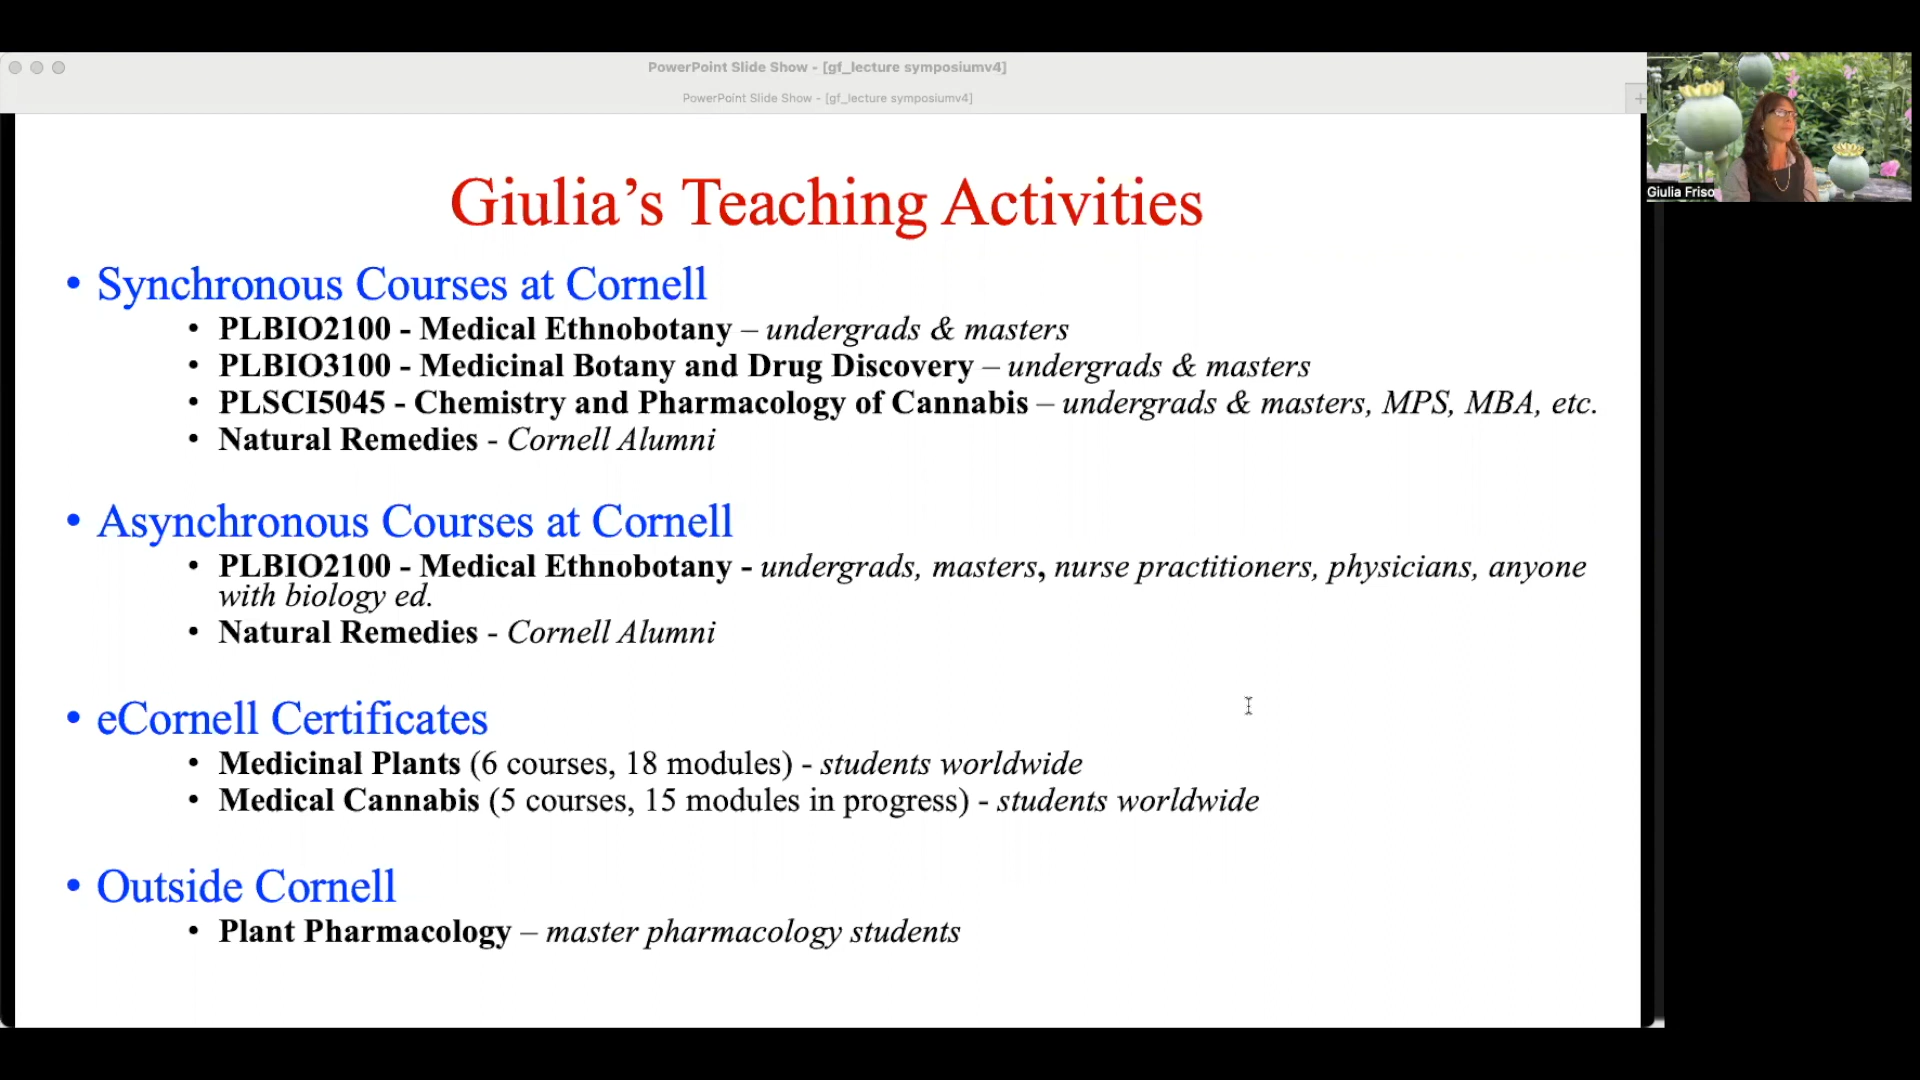 PowerPoint Slide Show - [gf_lecture symposiumv4]
PowerPoint Slide Show - [gf_lecture symposiumv4]
Giulia Friso
Giulia’s Teaching Activities
• Synchronous Courses at Cornell
• PLBIO2100 - Medical Ethnobotany – undergrads & masters
• PLBIO3100 - Medicinal Botany and Drug Discovery – undergrads & masters
• PLSCI5045 - Chemistry and Pharmacology of Cannabis – undergrads & masters, MPS, MBA, etc.
• Natural Remedies - Cornell Alumni
• Asynchronous Courses at Cornell
• PLBIO2100 - Medical Ethnobotany - undergrads, masters, nurse practitioners, physicians, anyone
with biology ed.
• Natural Remedies - Cornell Alumni
• eCornell Certificates
• Medicinal Plants (6 courses, 18 modules) - students worldwide
• Medical Cannabis (5 courses, 15 modules in progress) - students worldwide
• Outside Cornell
• Plant Pharmacology – master pharmacology students